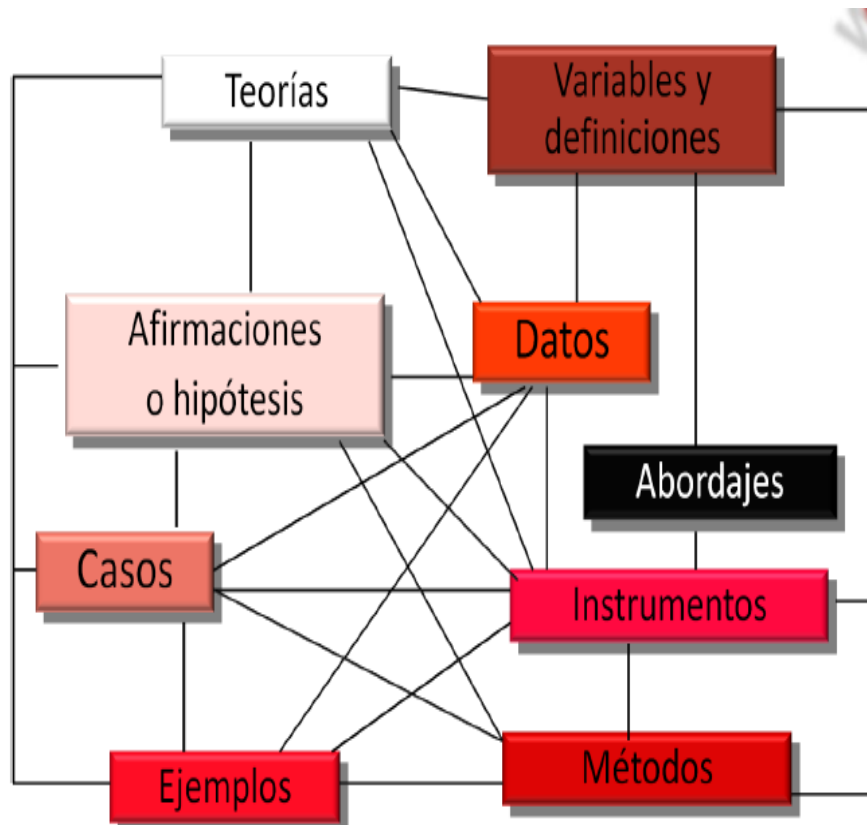 Teorías
Variables y
definiciones
Afirmaciones
o hipótesis
Datos
Abordajes
Casos
Instrumentos
Ejemplos
Métodos